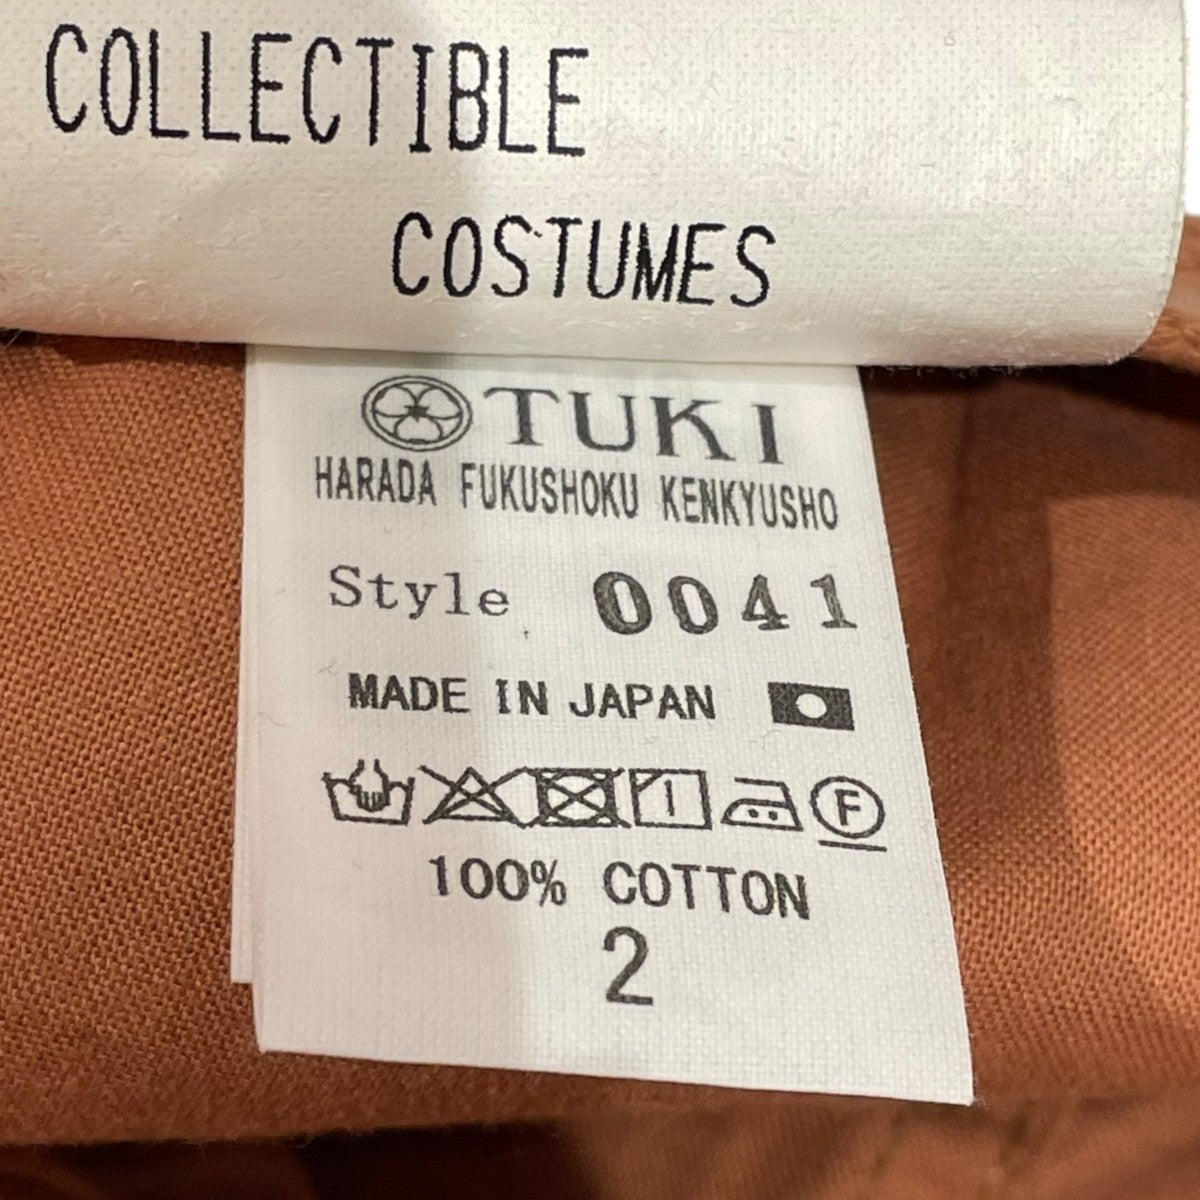 COLLECTIBLE
COSTUMES
TUKI
HARADA FUKUSHOKU KENKYUSHO
Style 0041
MADE IN JAPAN
F
100% COTTON
2